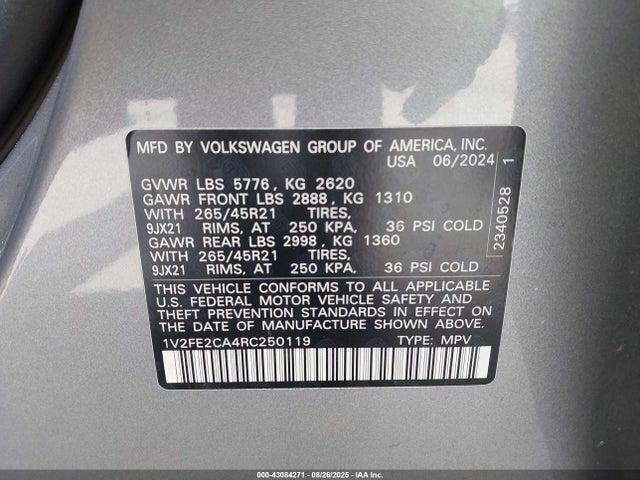 MFD BY VOLKSWAGEN GROUP OF AMERICA, INC.
USA 06/2024
GVWR LBS 5776 , KG 2620
GAWR FRONT LBS 2888 , KG 1310
WITH 265/45R21 TIRES,
9JX21 RIMS, AT 250 KPA, 36 PSI COLD
GAWR REAR LBS 2998 , KG 1360
WITH 265/45R21 TIRES,
9JX21 RIMS, AT 250 KPA, 36 PSI COLD
THIS VEHICLE CONFORMS TO ALL APPLICABLE
U.S. FEDERAL MOTOR VEHICLE SAFETY AND
THEFT PREVENTION STANDARDS IN EFFECT ON
THE DATE OF MANUFACTURE SHOWN ABOVE.
1V2FE2CA4RC250119 TYPE: MPV
2340528 1
000-43084271 - 08/26/2025 - IAAI, Inc.